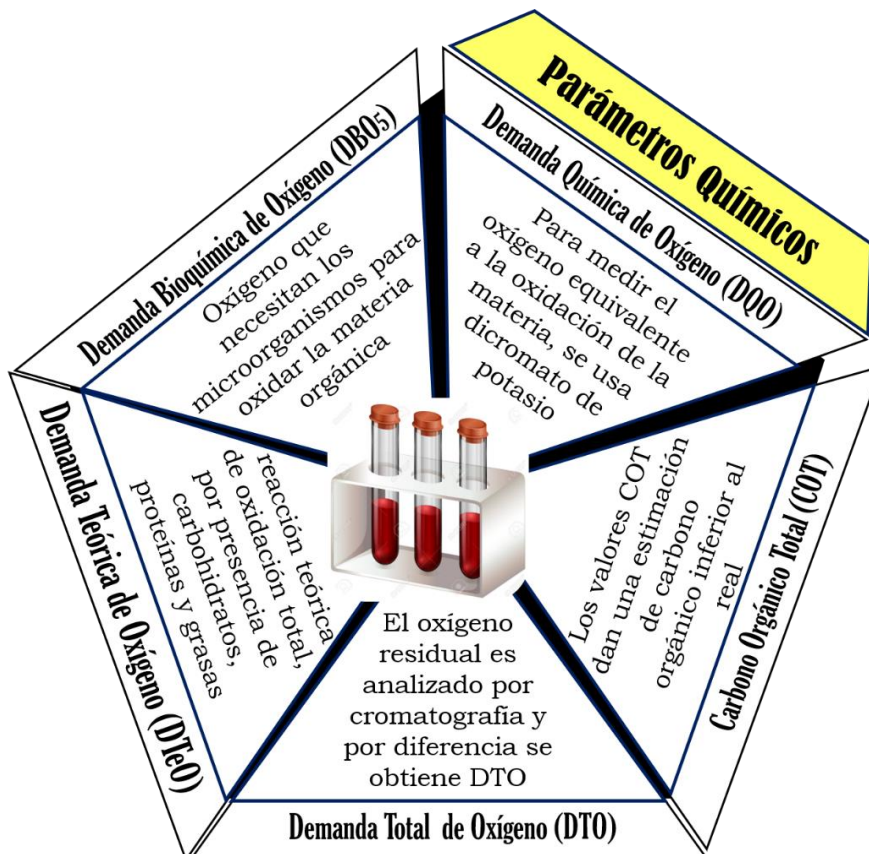 Parámetros Químicos
Demanda Química de Oxígeno (DQO)
Para medir el
oxígeno equivalente
a la oxidación de la
materia, se usa
dicromato de
potasio
Carbono Orgánico Total (COT)
Los valores COT
dan una estimación
de carbono
orgánico inferior al
real
Demanda Total de Oxígeno (DTO)
El oxígeno
residual es
analizado por
cromatografía y
por diferencia se
obtiene DTO
Demanda Teórica de Oxígeno (DTeO)
reacción teórica
de oxidación total,
por presencia de
carbohidratos,
proteínas y grasas
Demanda Bioqúimica de Oxígeno (DBO5)
Oxígeno que
necesitan los
microorganismos para
oxidar la materia
orgánica